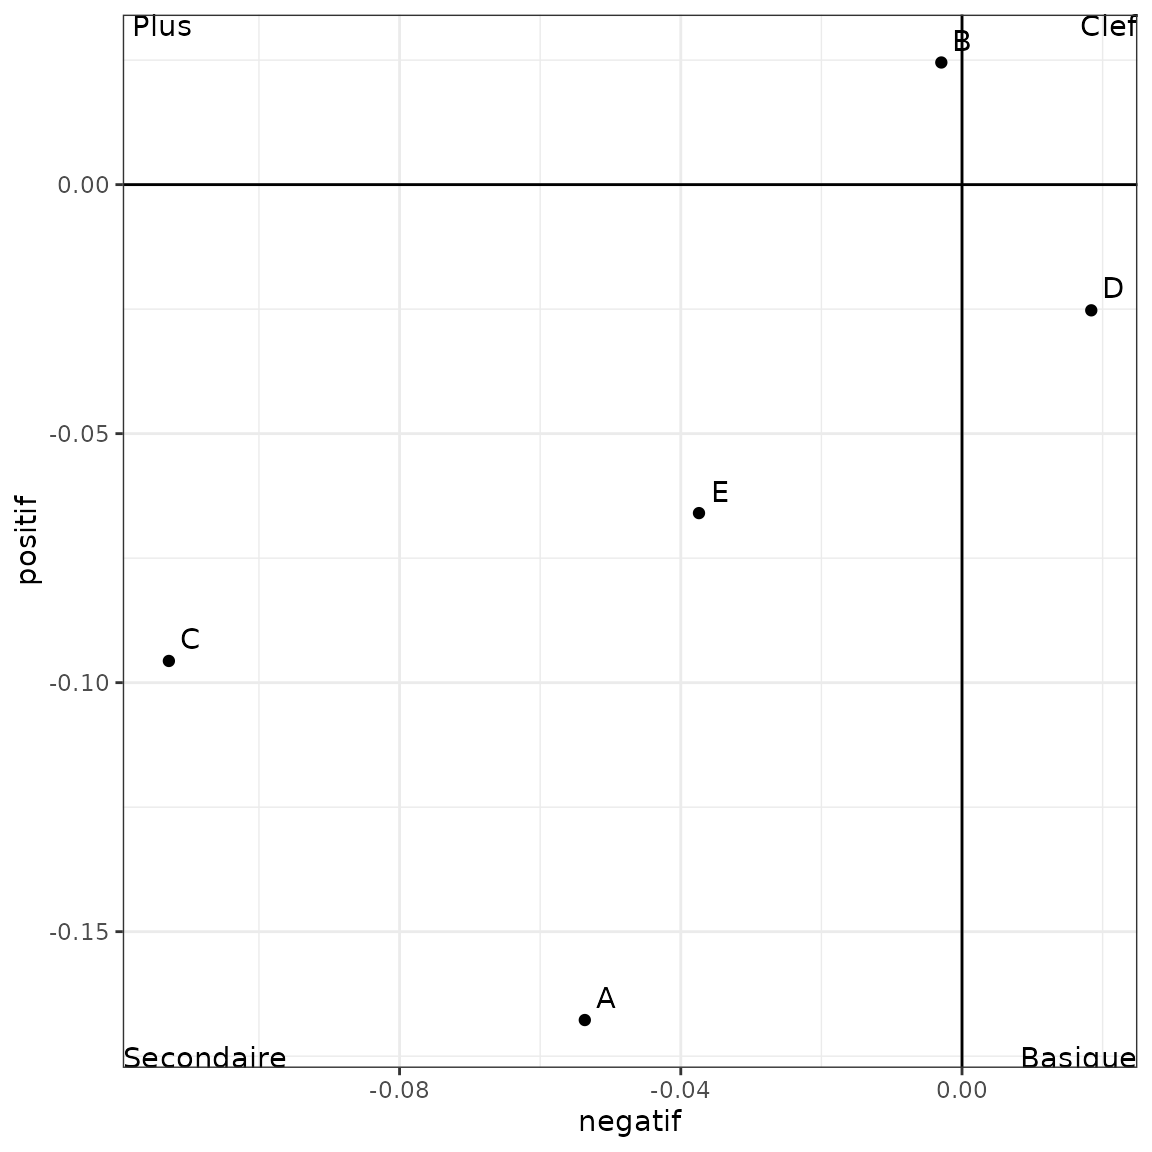 Plus
Clef
B
0.00
D
-0.05
E
positif
C
-0.10
-0.15
A
Secondaire
Basique
-0.08
-0.04
0.00
negatif